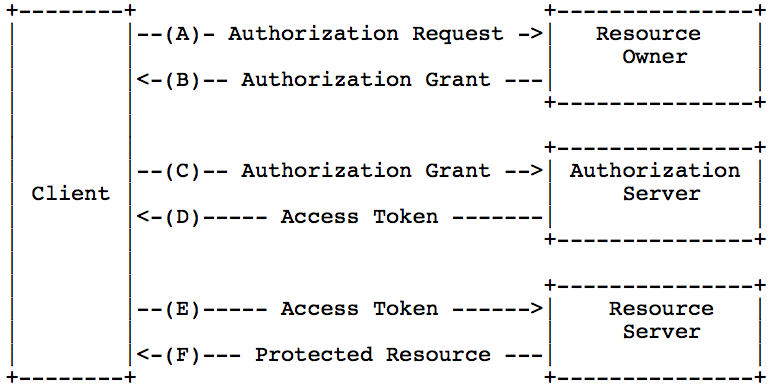 +--------+                               +---------------+
|        |--(A)- Authorization Request ->|   Resource    |
|        |                               |     Owner     |
|        |<-(B)-- Authorization Grant ---|               |
|        |                               +---------------+
|        |
|        |                               +---------------+
|        |--(C)-- Authorization Grant -->| Authorization |
| Client |                               |     Server    |
|        |<-(D)----- Access Token -------|               |
|        |                               +---------------+
|        |
|        |                               +---------------+
|        |--(E)----- Access Token ------>|    Resource   |
|        |                               |     Server    |
|        |<-(F)--- Protected Resource ---|               |
+--------+                               +---------------+